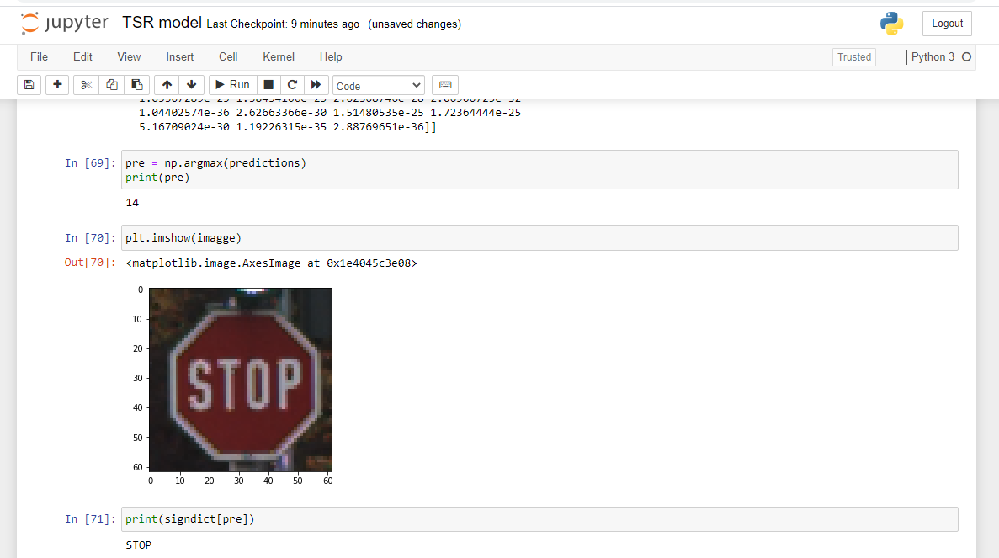 jupyter TSR model Last Checkpoint: 9 minutes ago (unsaved changes)
Logout
File Edit View Insert Cell Kernel Help
Trusted
Python 3
Run
Code
1.04402574e-36 2.62663366e-30 1.51480535e-25 1.72364444e-25
5.16709024e-30 1.19226315e-35 2.88769651e-36]]
In [69]: pre = np.argmax(predictions)
print(pre)
14
In [70]: plt.imshow(imagge)
Out[70]: <matplotlib.image.AxesImage at 0x1e4045c3e08>
0
10
20
30
40
50
60
STOP
0 10 20 30 40 50 60
In [71]: print(signdict[pre])
STOP